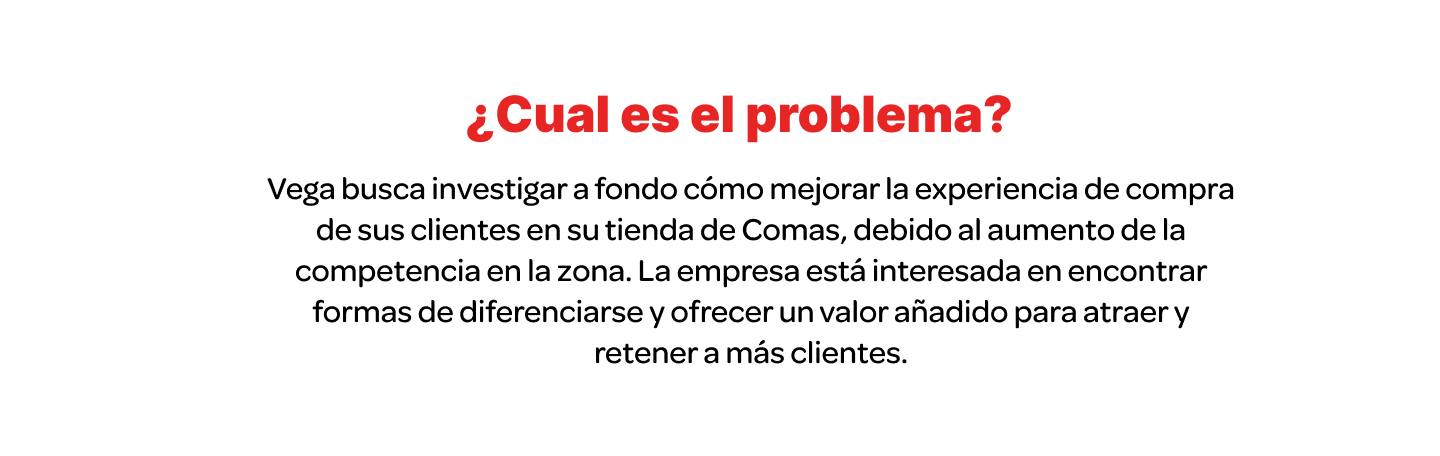 ¿Cual es el problema?
Vega busca investigar a fondo cómo mejorar la experiencia de compra
de sus clientes en su tienda de Comas, debido al aumento de la
competencia en la zona. La empresa está interesada en encontrar
formas de diferenciarse y ofrecer un valor añadido para atraer y
retener a más clientes.